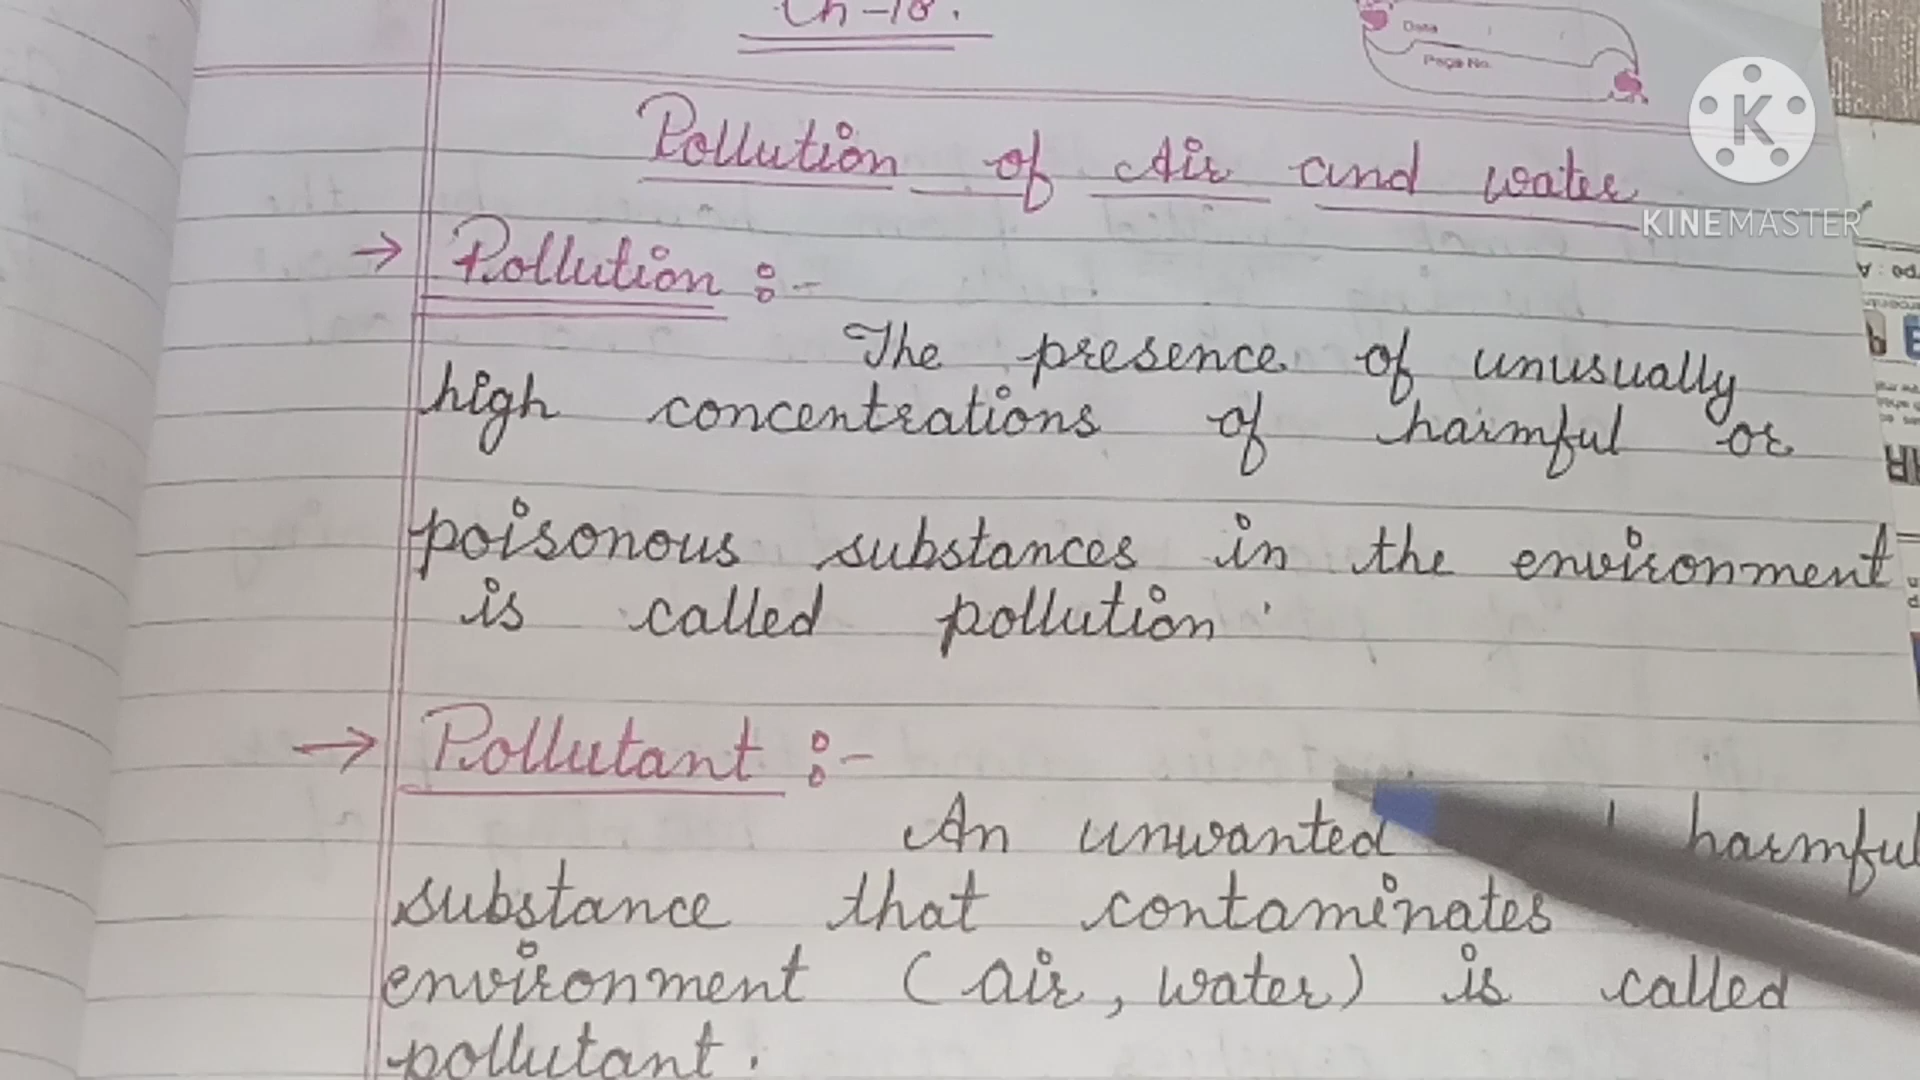 Ch-18.
Date
Page No.
Pollution of Air and water
KINEMASTER
→ Pollution :-
The presence of unusually
high concentrations of harmful or
poisonous substances in the environment
is called pollution.
→ Pollutant :-
An unwanted harmful
substance that contaminates
environment (air, water) is called
pollutant.